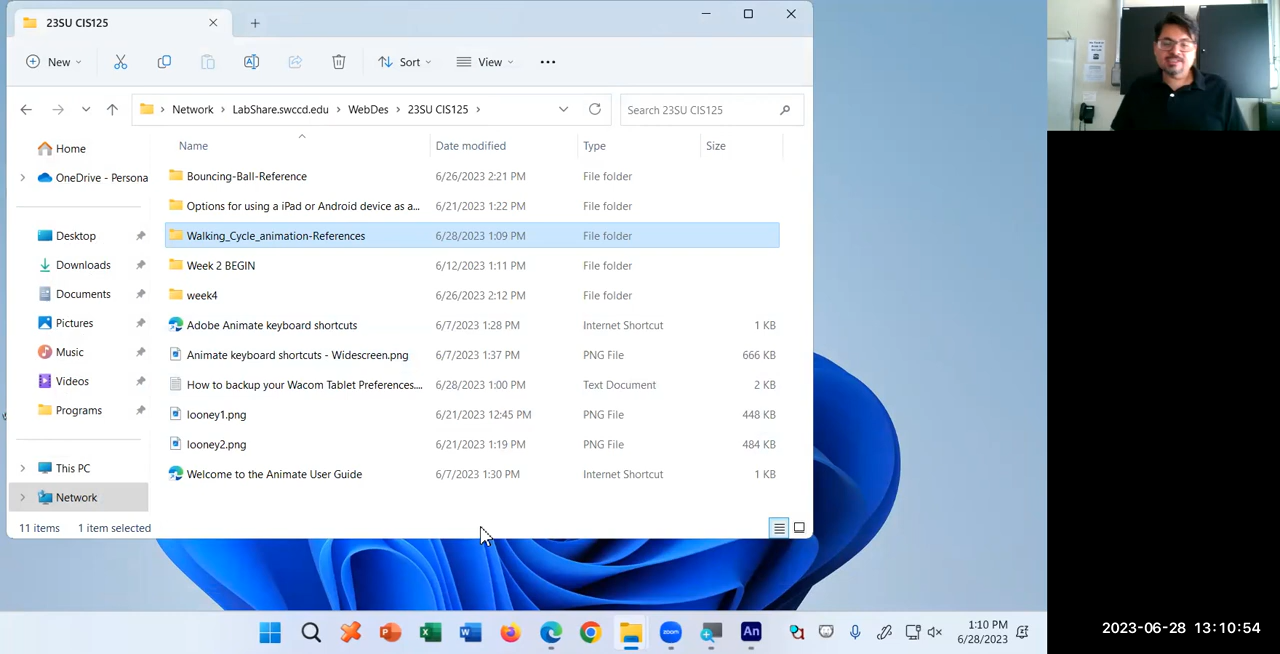 23SU CIS125
New
Sort
View
Network > LabShare.swccd.edu > WebDes > 23SU CIS125 >
Search 23SU CIS125
Name Date modified Type Size
Home
OneDrive - Persona
Desktop
Downloads
Documents
Pictures
Music
Videos
Programs
This PC
Network
Bouncing-Ball-Reference 6/26/2023 2:21 PM File folder
Options for using a iPad or Android device as a... 6/21/2023 1:22 PM File folder
Walking_Cycle_animation-References 6/28/2023 1:09 PM File folder
Week 2 BEGIN 6/12/2023 1:11 PM File folder
week4 6/26/2023 2:12 PM File folder
Adobe Animate keyboard shortcuts 6/7/2023 1:28 PM Internet Shortcut 1 KB
Animate keyboard shortcuts - Widescreen.png 6/7/2023 1:37 PM PNG File 666 KB
How to backup your Wacom Tablet Preferences.... 6/28/2023 1:00 PM Text Document 2 KB
looney1.png 6/21/2023 12:45 PM PNG File 448 KB
looney2.png 6/21/2023 1:19 PM PNG File 484 KB
Welcome to the Animate User Guide 6/7/2023 1:30 PM Internet Shortcut 1 KB
11 items 1 item selected
zoom
An
1:10 PM
6/28/2023
2023-06-28 13:10:54